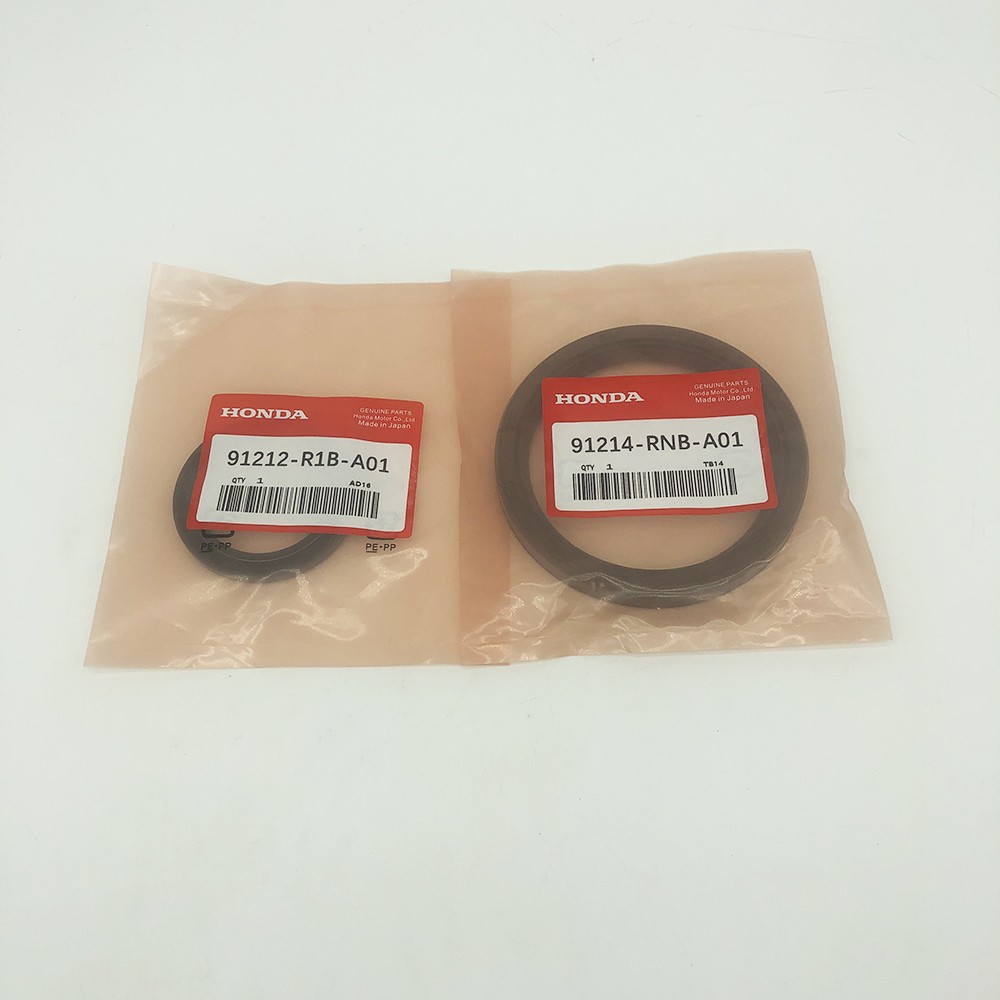 HONDA
GENUINE PARTS
Honda Motor Co.,Ltd.
Made in Japan
91212-R1B-A01
QTY 1
AD16
PE•PP
PE•PP
HONDA
GENUINE PARTS
Honda Motor Co.,Ltd.
Made in Japan
91214-RNB-A01
QTY 1
TB14